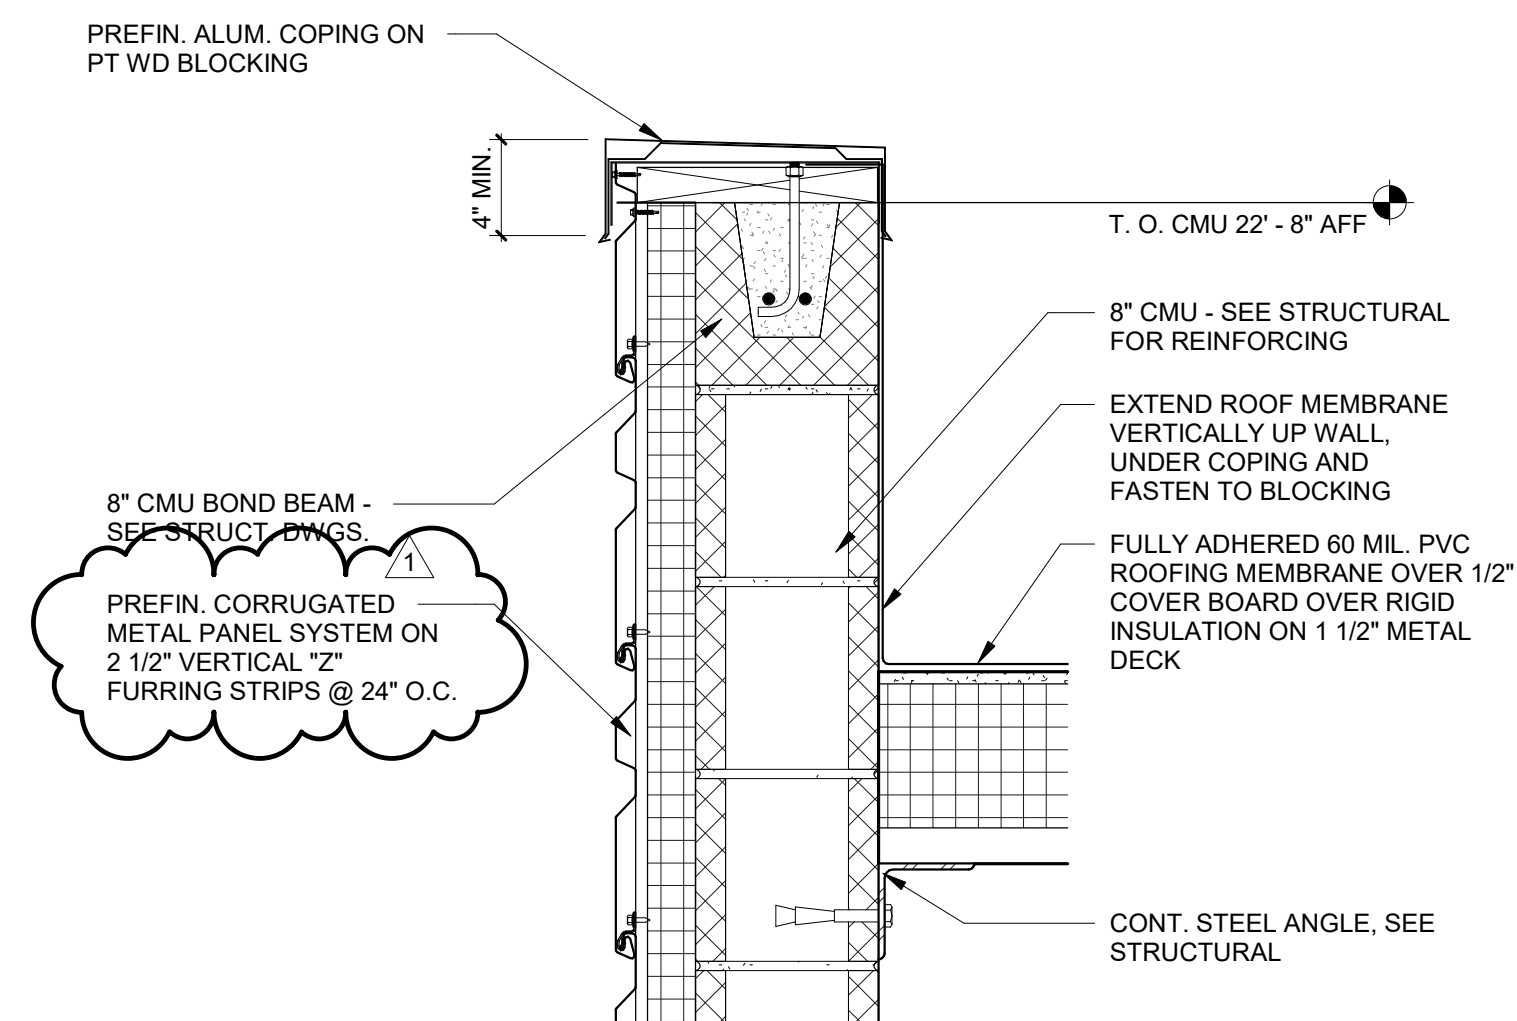 PREFIN. ALUM. COPING ON
PT WD BLOCKING
4" MIN.
T. O. CMU 22' - 8" AFF
8" CMU - SEE STRUCTURAL
FOR REINFORCING
EXTEND ROOF MEMBRANE
VERTICALLY UP WALL,
UNDER COPING AND
FASTEN TO BLOCKING
8" CMU BOND BEAM -
SEE STRUCT. DWGS.
1
PREFIN. CORRUGATED
METAL PANEL SYSTEM ON
2 1/2" VERTICAL "Z"
FURRING STRIPS @ 24" O.C.
FULLY ADHERED 60 MIL. PVC
ROOFING MEMBRANE OVER 1/2"
COVER BOARD OVER RIGID
INSULATION ON 1 1/2" METAL
DECK
CONT. STEEL ANGLE, SEE
STRUCTURAL